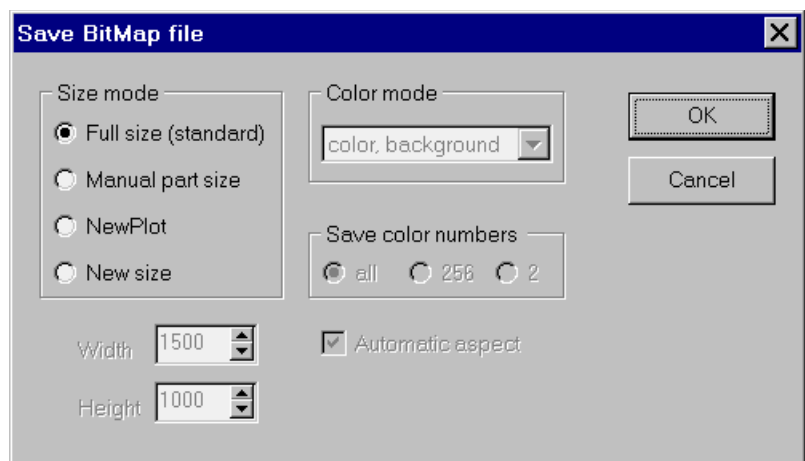 Save BitMap file
Size mode
Full size (standard)
Manual part size
NewPlot
New size
Color mode
color, background
Save color numbers
all 256 2
Width 1500
Height 1000
Automatic aspect
OK
Cancel